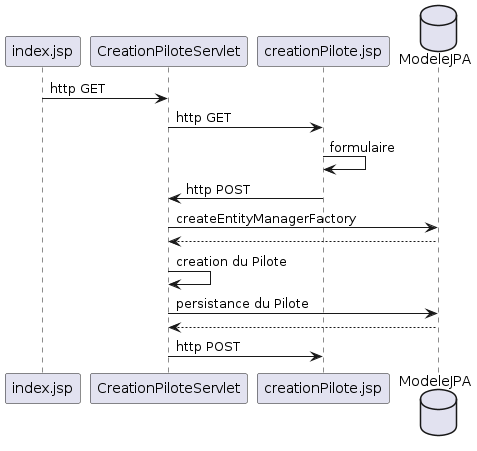 ModeleJPA
index.jsp
CreationPiloteServlet
creationPilote.jsp
http GET
http GET
formulaire
http POST
createEntityManagerFactory
creation du Pilote
persistance du Pilote
http POST
ModeleJPA
index.jsp
CreationPiloteServlet
creationPilote.jsp